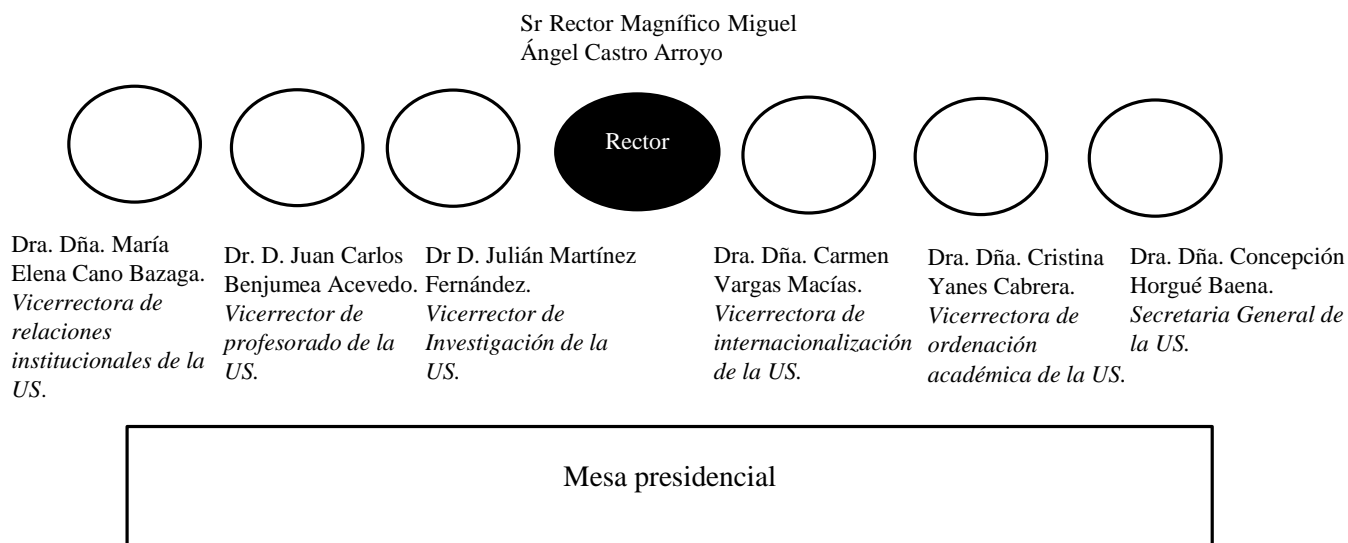 Sr Rector Magnífico Miguel
Ángel Castro Arroyo
Rector
Dra. Dña. María
Elena Cano Bazaga.
Vicerrectora de
relaciones
institucionales de la
US.
Dr. D. Juan Carlos
Benjumea Acevedo.
Vicerrector de
profesorado de la
US.
Dr D. Julián Martínez
Fernández.
Vicerrector de
Investigación de la
US.
Dra. Dña. Carmen
Vargas Macías.
Vicerrectora de
internacionalización
de la US.
Dra. Dña. Cristina
Yanes Cabrera.
Vicerrectora de
ordenación
académica de la US.
Dra. Dña. Concepción
Horgué Baena.
Secretaria General de
la US.
Mesa presidencial